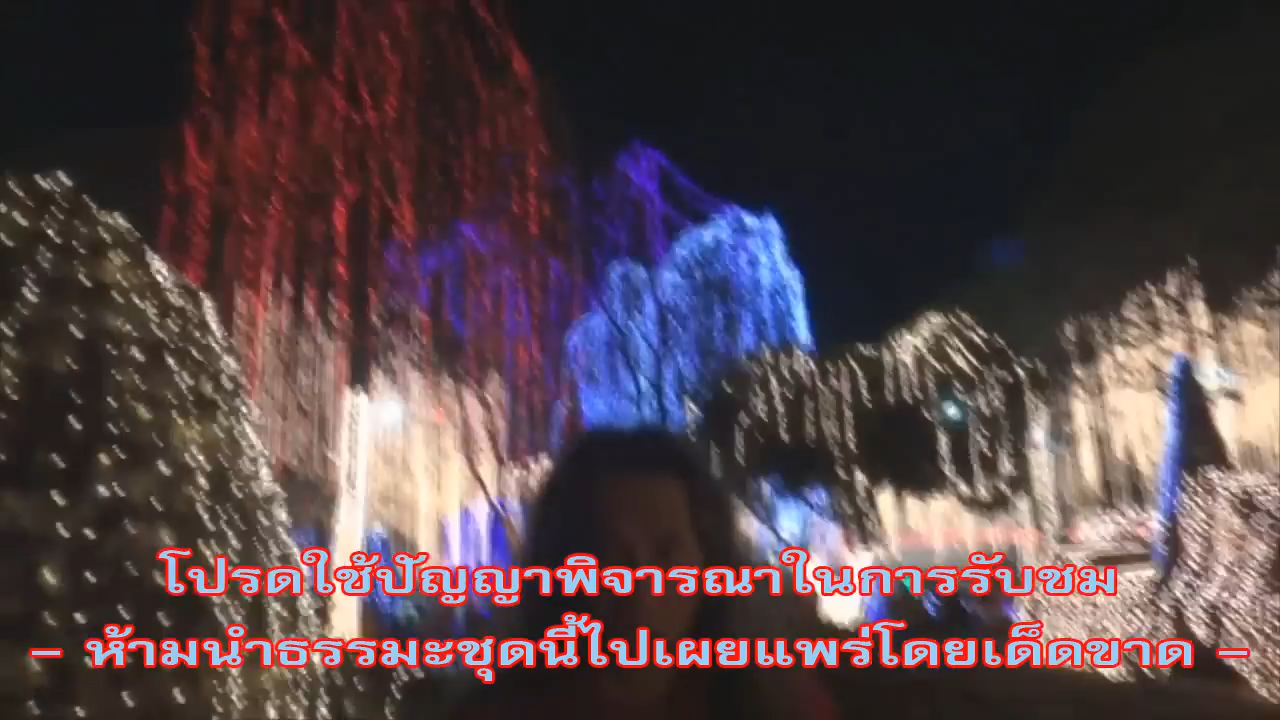 โปรดใช้ปัญญาพิจารณาในการรับชม
– ห้ามนำธรรมะชุดนี้ไปเผยแพร่โดยเด็ดขาด –